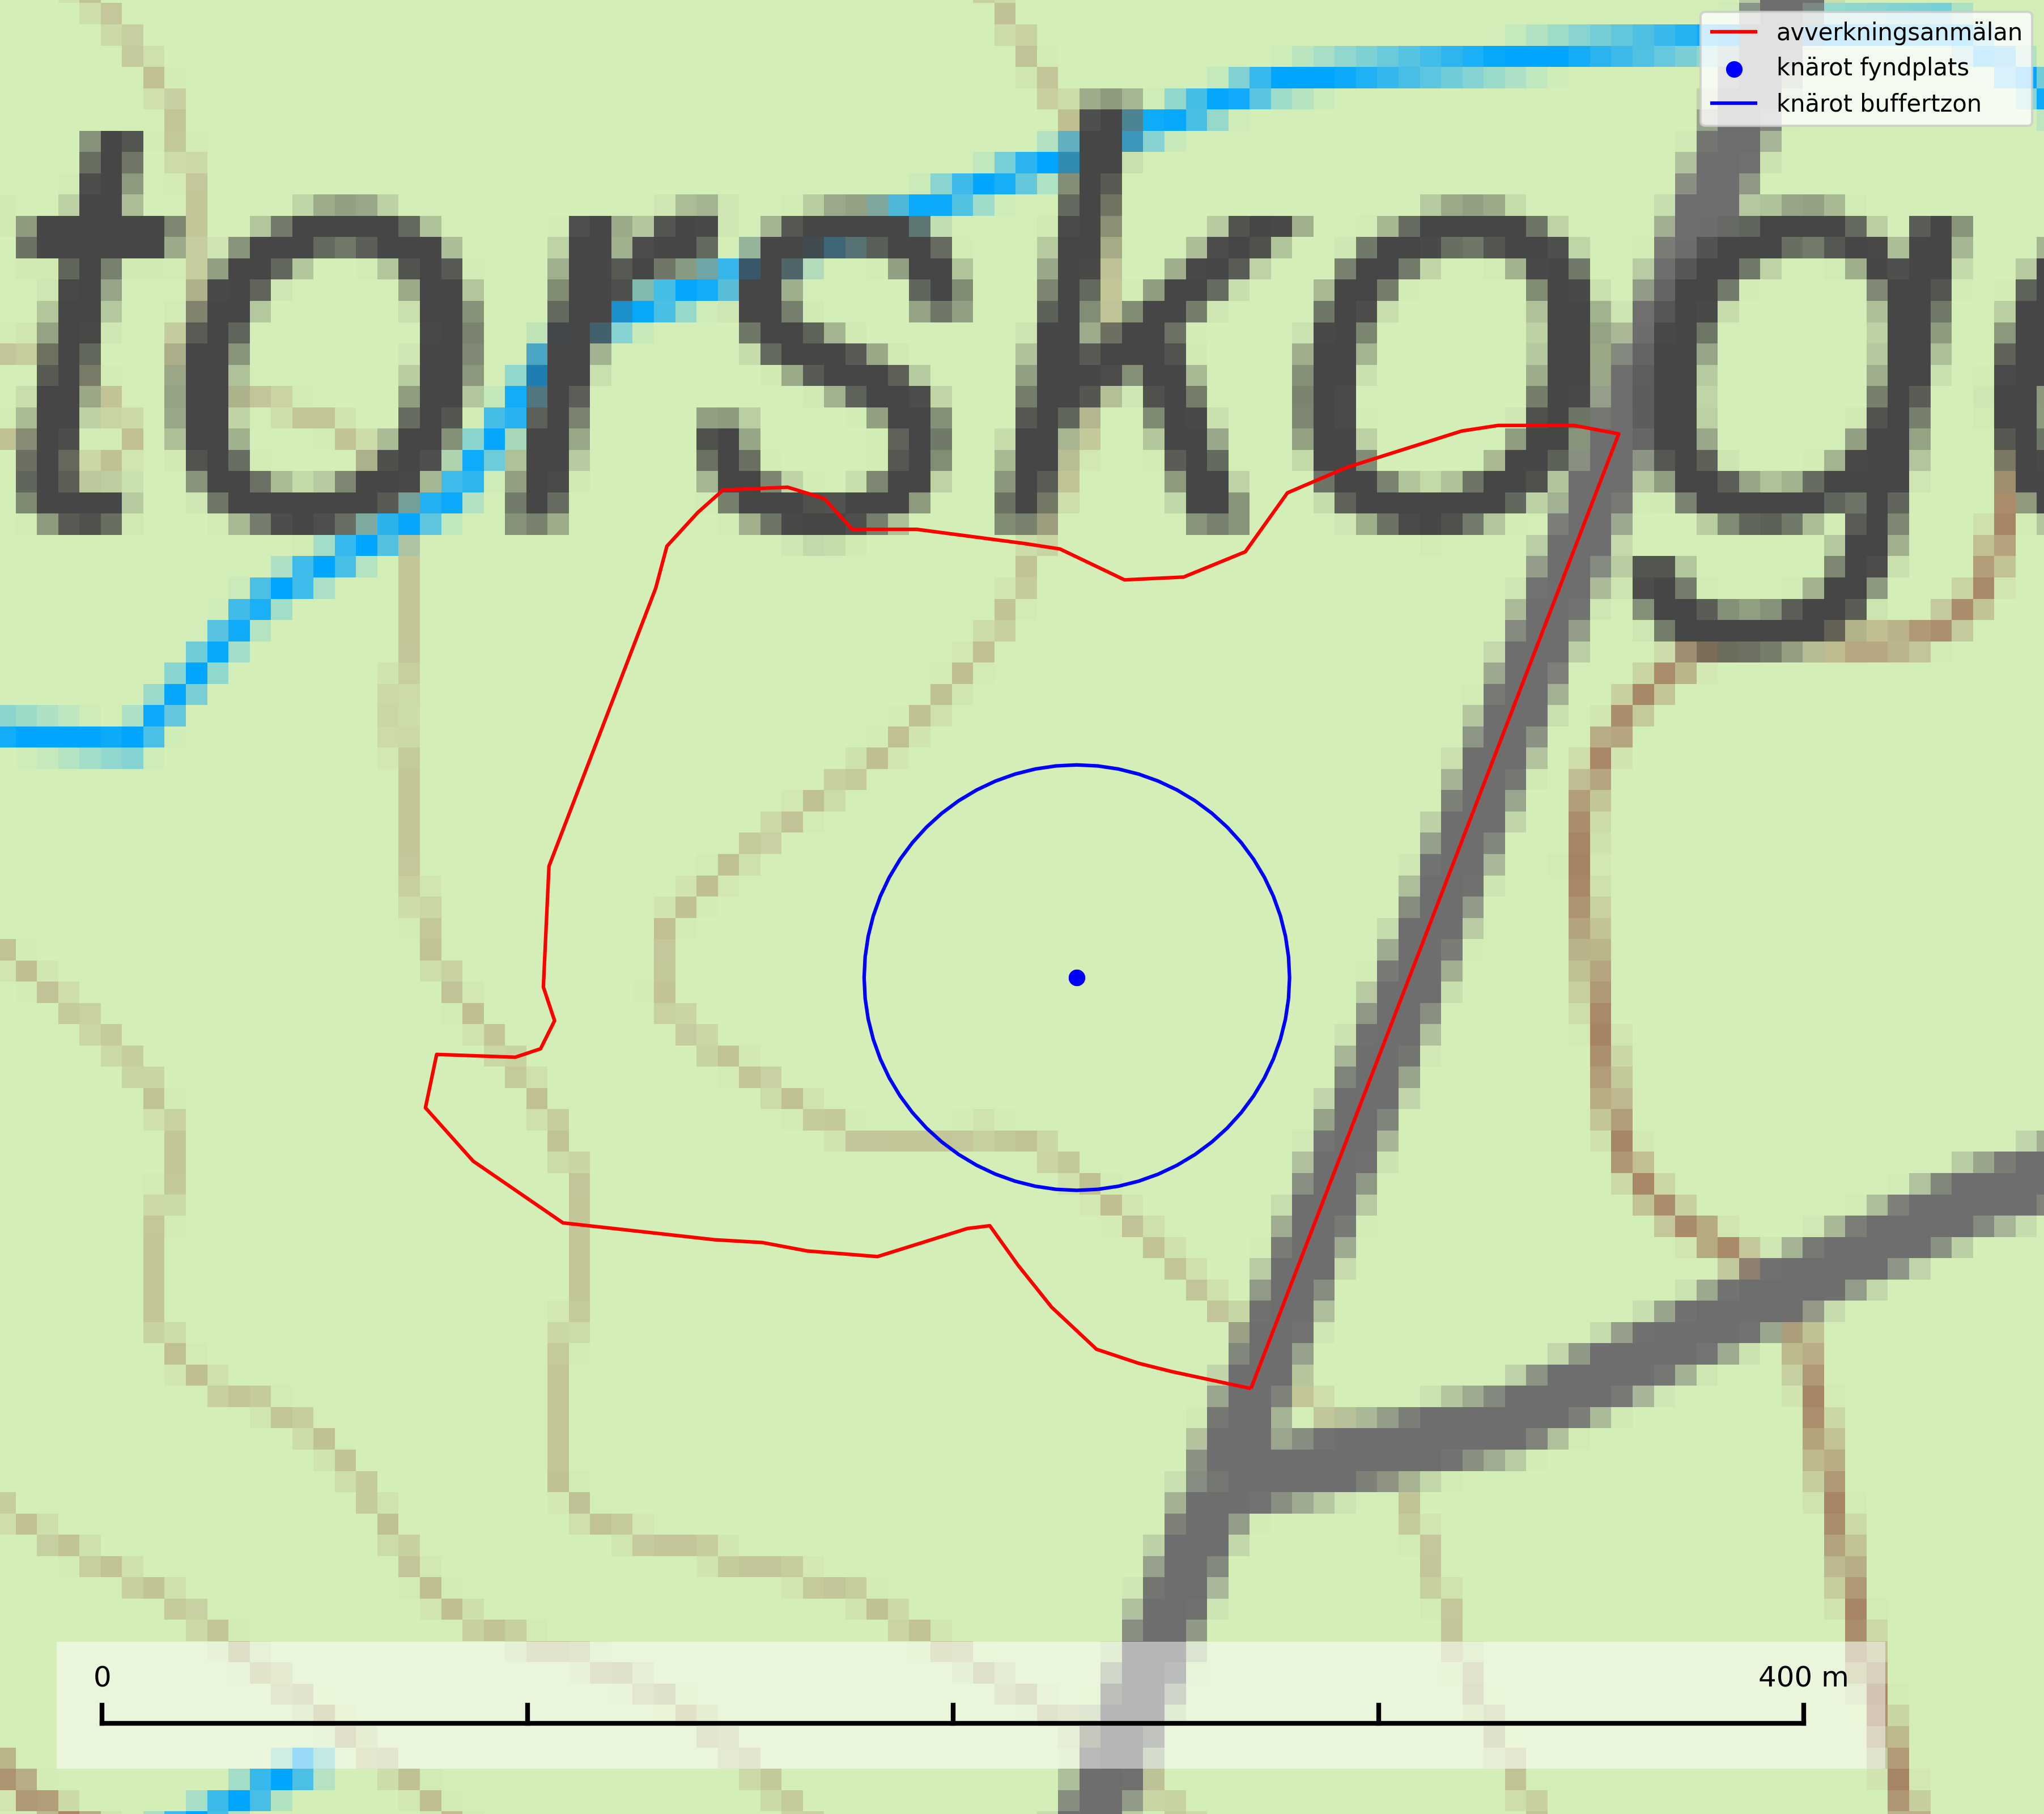 avverkningsanmälan
knärot fyndplats
knärot buffertzon
torskog
0 400 m